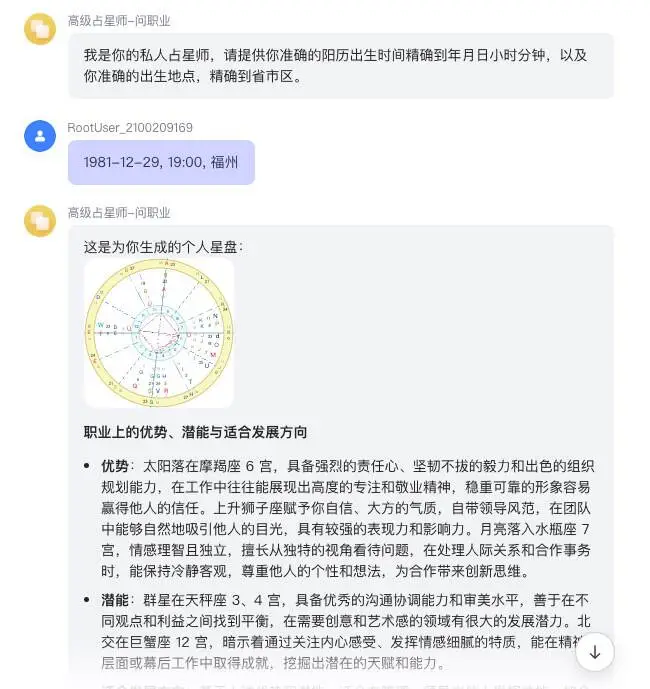 高级占星师-问职业
我是你的私人占星师，请提供你准确的阳历出生时间精确到年月日小时分钟，以及
你准确的出生地点，精确到省市区。
RootUser_2100209169
1981-12-29, 19:00, 福州
高级占星师-问职业
这是为你生成的个人星盘：
职业上的优势、潜能与适合发展方向
• 优势：太阳落在摩羯座 6 宫，具备强烈的责任心、坚韧不拔的毅力和出色的组织
规划能力，在工作中往往能展现出高度的专注和敬业精神，稳重可靠的形象容易
赢得他人的信任。上升狮子座赋予你自信、大方的气质，自带领导风范，在团队
中能够自然地吸引他人的目光，具有较强的表现力和影响力。月亮落入水瓶座 7
宫，情感理智且独立，擅长从独特的视角看待问题，在处理人际关系和合作事务
时，能保持冷静客观，尊重他人的个性和想法，为合作带来创新思维。
• 潜能：群星在天秤座 3、4 宫，具备优秀的沟通协调能力和审美水平，善于在不
同观点和利益之间找到平衡，在需要创意和艺术感的领域有很大的发展潜力。北
交在巨蟹座 12 宫，暗示着通过关注内心感受、发挥情感细腻的特质，能在精神
层面或幕后工作中取得成就，挖掘出潜在的天赋和能力。